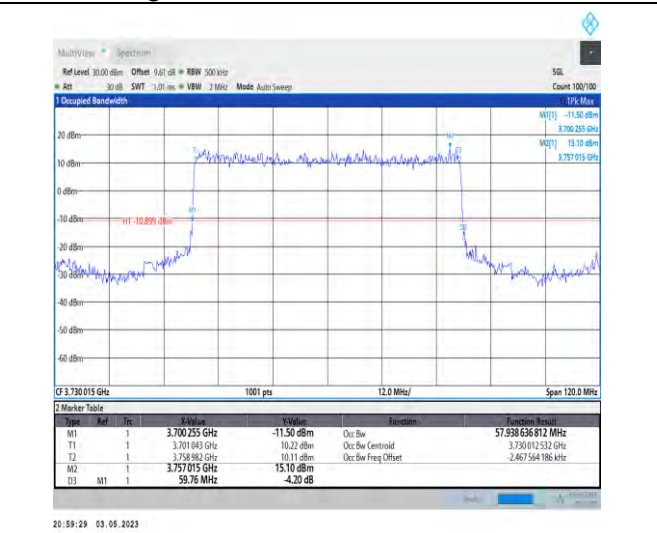 MultiView Spectrum
Ref Level 30.00 dBm Offset 9.61 dB RBW 500 kHz SGL
Att 30 dB SWT 1.01 ms VBW 2 MHz Mode Auto Sweep Count 100/100
1 Occupied Bandwidth 1Pk Max
M1[1] -11.50 dBm
3.700 255 GHz
20 dBm M2[1] 15.10 dBm
3.757 015 GHz
10 dBm
0 dBm
M1
-10 dBm H1 -10.899 dBm
D3
-20 dBm
-30 dBm
-40 dBm
-50 dBm
-60 dBm
CF 3.730 015 GHz 1001 pts 12.0 MHz/ Span 120.0 MHz
2 Marker Table
Type Ref Trc X-Value Y-Value Function Function Result
M1 1 3.700 255 GHz -11.50 dBm Occ Bw 57.938 636 812 MHz
T1 1 3.701 043 GHz 10.22 dBm Occ Bw Centroid 3.730 012 532 GHz
T2 1 3.758 982 GHz 10.11 dBm Occ Bw Freq Offset -2.467 564 186 kHz
M2 1 3.757 015 GHz 15.10 dBm
D3 M1 1 59.76 MHz -4.20 dB
20:59:29 03.05.2023